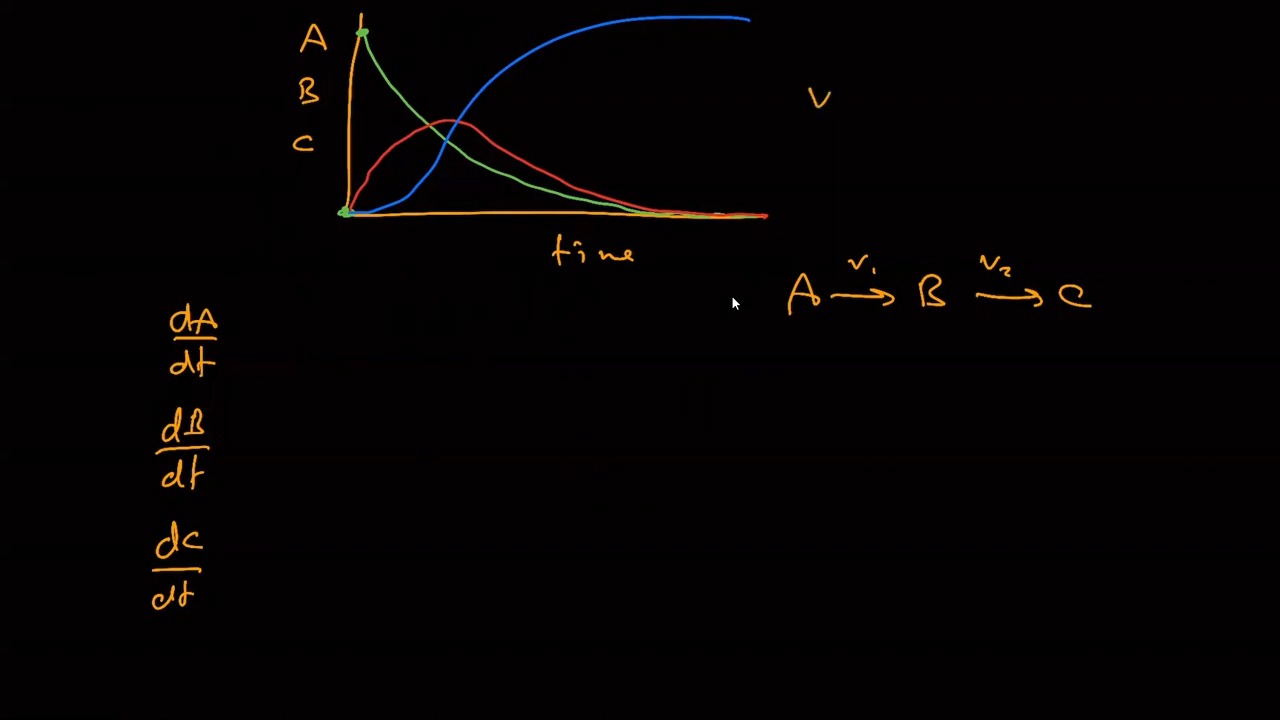 A
B
C
V
time
A →v₁ B →v₂ C
dA
dt
dB
dt
dC
dt